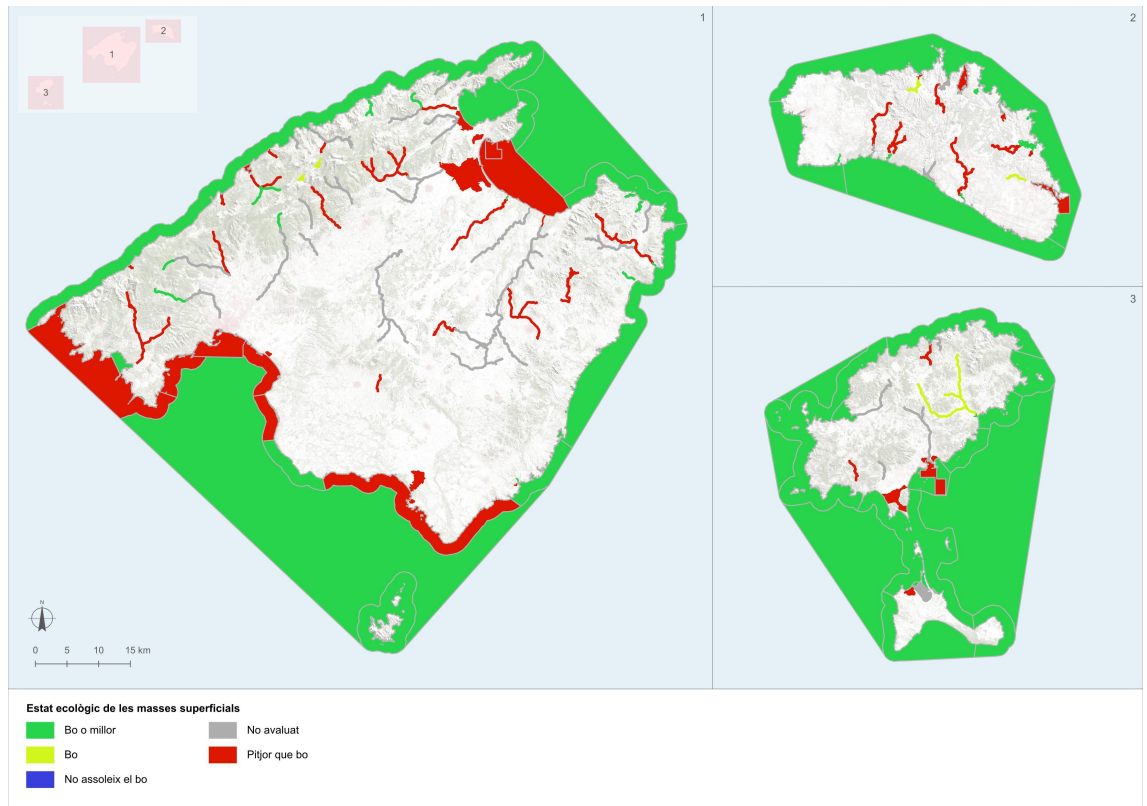 1
2
3
1
2
3
N
0 5 10 15 km
Estat ecològic de les masses superficials
Bo o millor
No avaluat
Bo
Pitjor que bo
No assoleix el bo